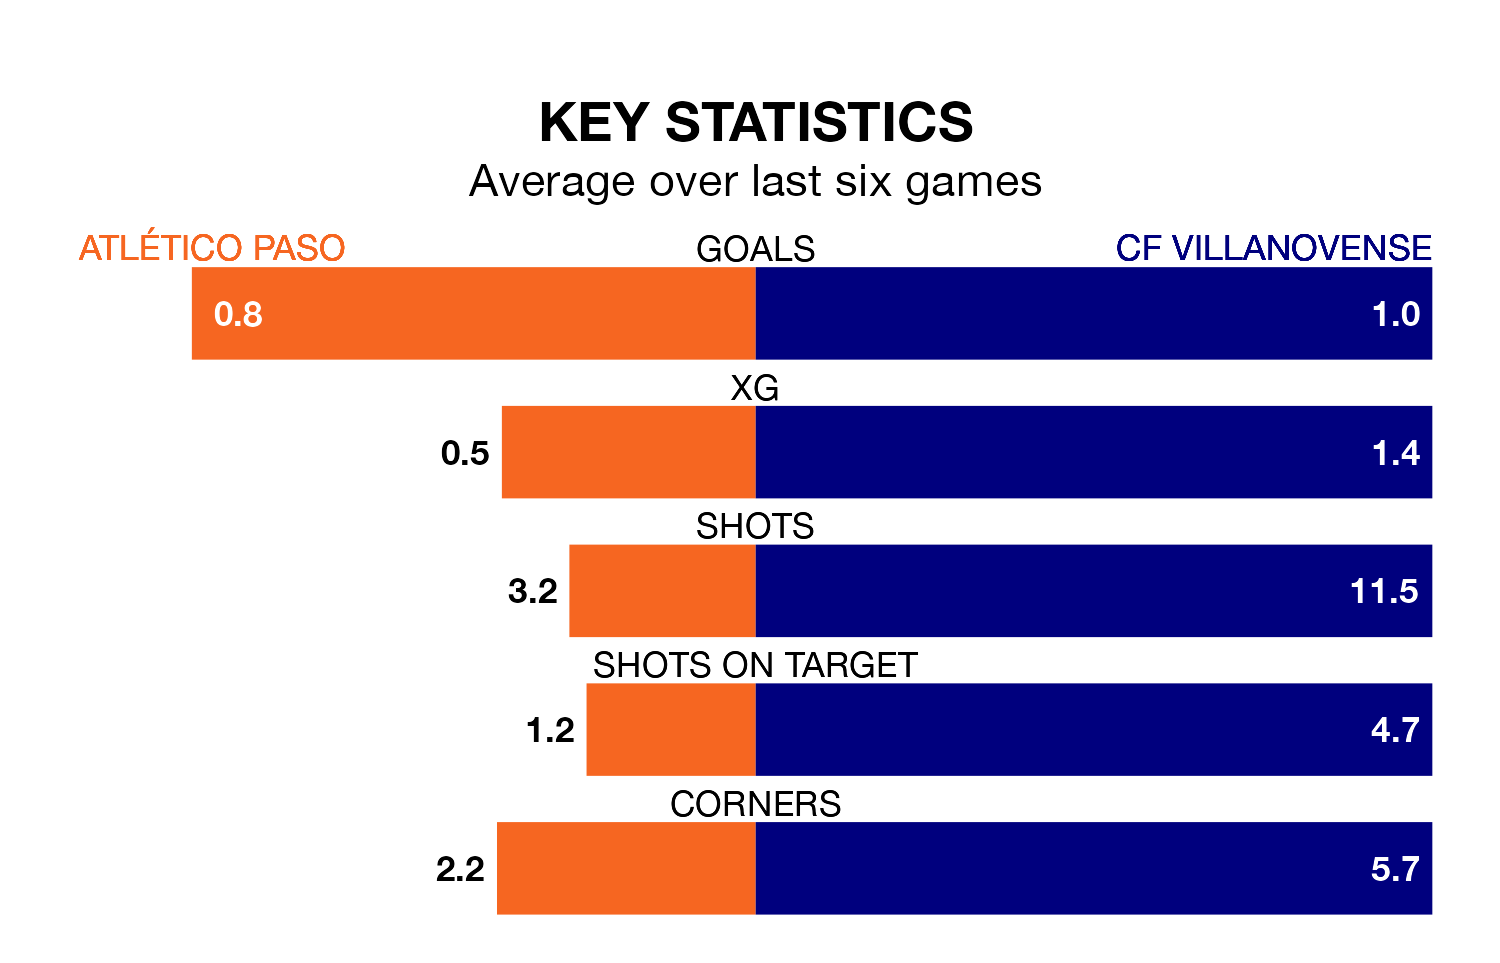 KEY STATISTICS
Average over last six games
ATLÉTICO PASO GOALS CF VILLANOVENSE
0.8 1.0
XG
0.5 1.4
SHOTS
3.2 11.5
SHOTS ON TARGET
1.2 4.7
CORNERS
2.2 5.7